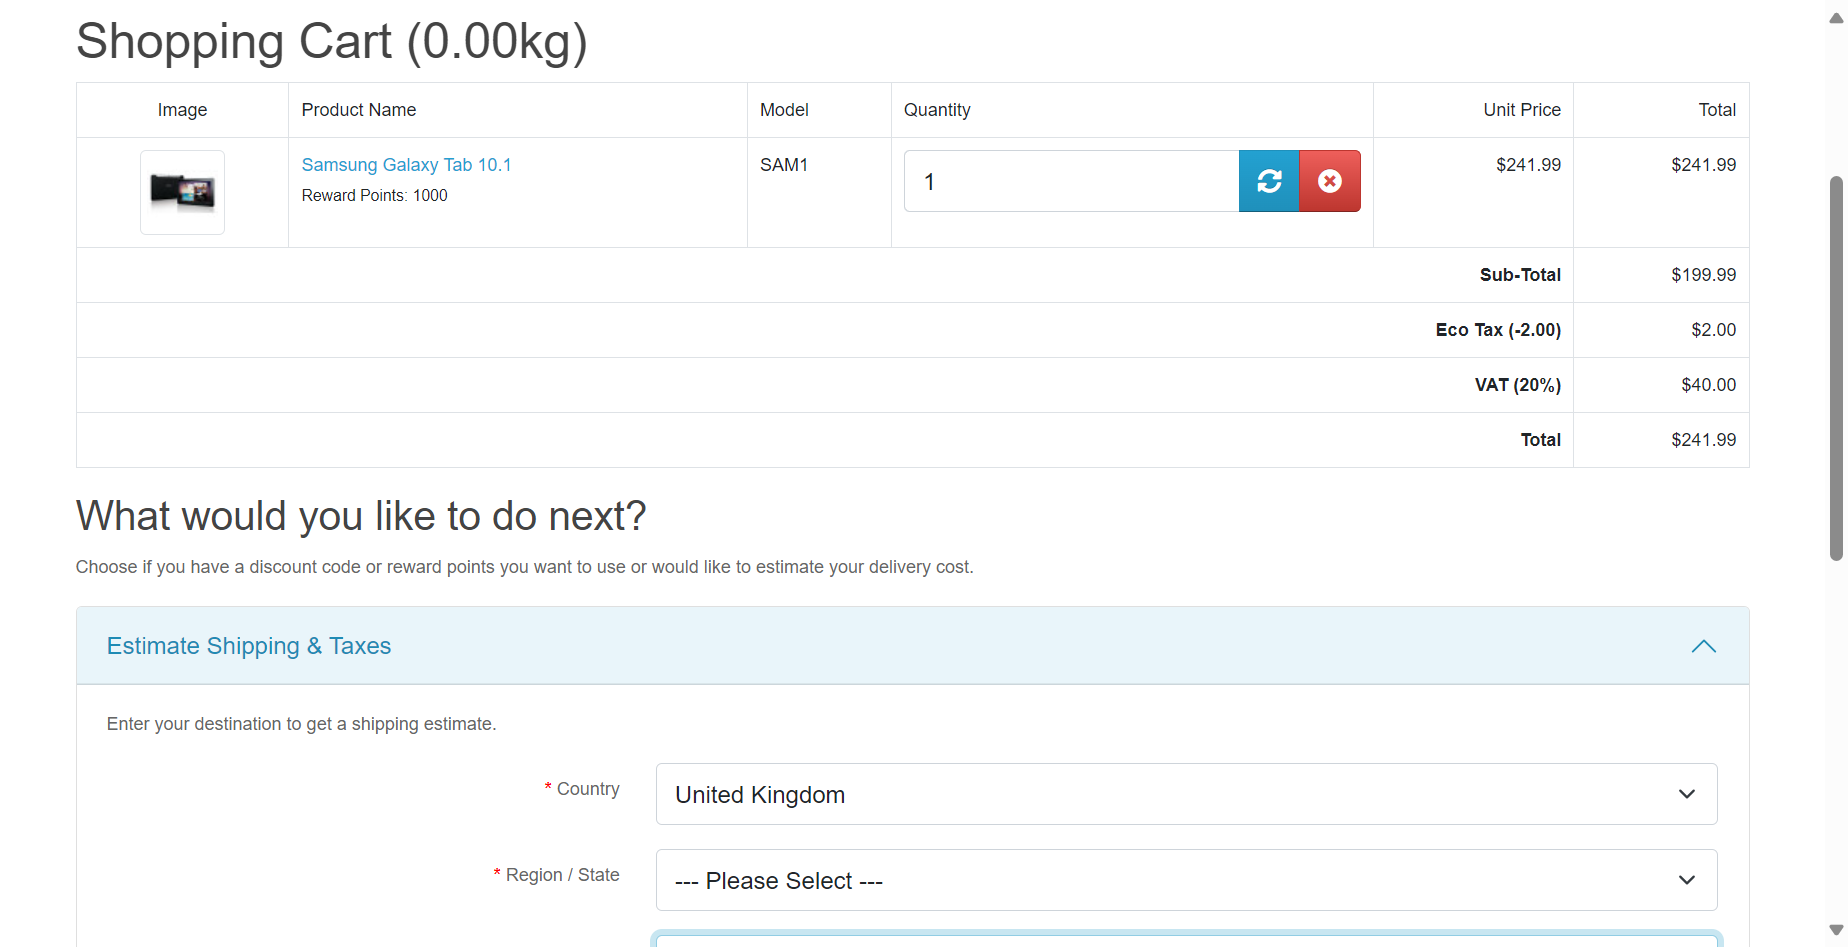 Shopping Cart (0.00kg)
Image Product Name Model Quantity Unit Price Total
Samsung Galaxy Tab 10.1 SAM1 1 $241.99 $241.99
Reward Points: 1000
Sub-Total $199.99
Eco Tax (-2.00) $2.00
VAT (20%) $40.00
Total $241.99
What would you like to do next?
Choose if you have a discount code or reward points you want to use or would like to estimate your delivery cost.
Estimate Shipping & Taxes
Enter your destination to get a shipping estimate.
* Country United Kingdom
* Region / State --- Please Select ---